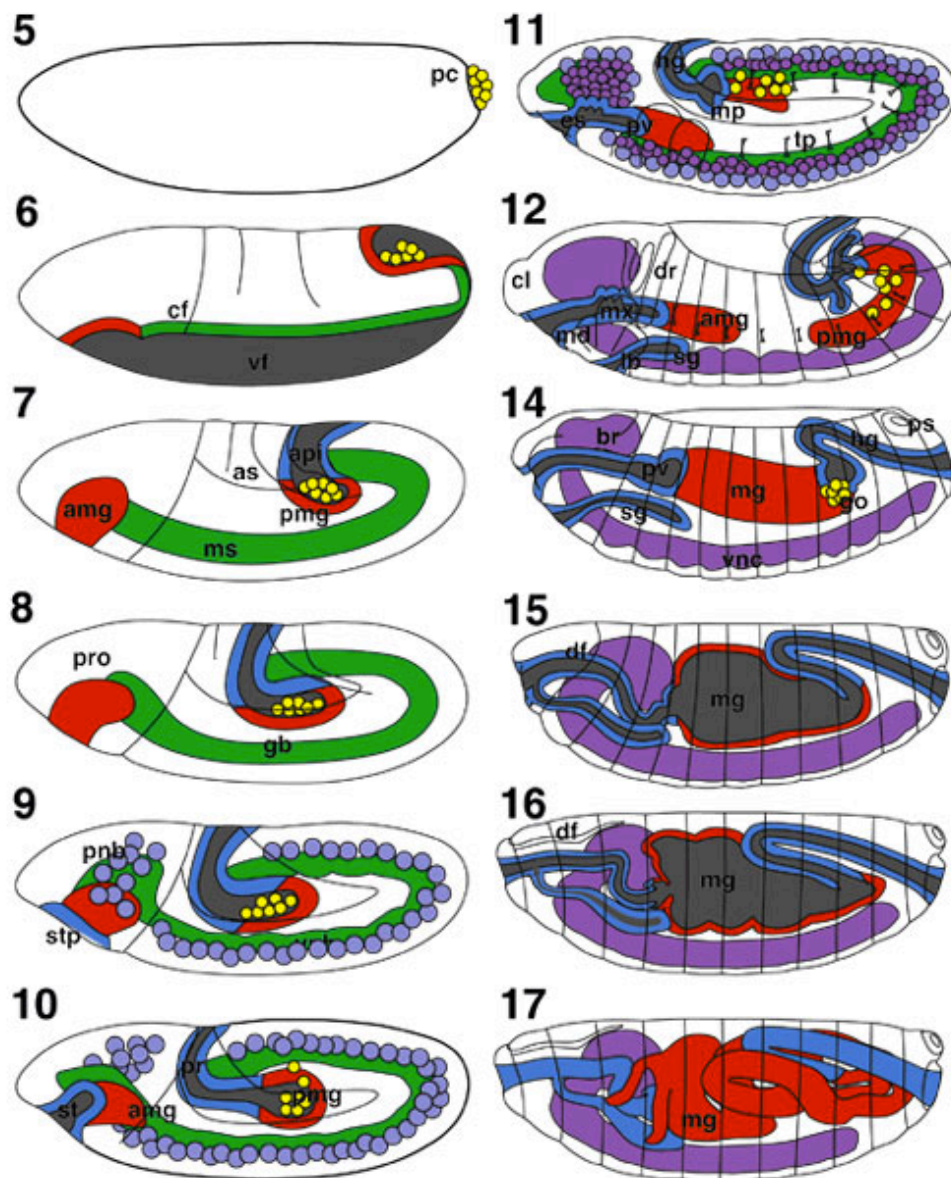 5
pc
6
cf
vf
7
api
as
amg
pmg
ms
8
pro
gb
9
pnb
stp
10
pr
pmg
st
amg
11
hg
mp
es
pv
tp
12
cl
dr
mx
amg
md
pmg
lb
sg
14
br
ps
hg
pv
mg
go
sg
vnc
15
df
mg
16
df
mg
17
mg